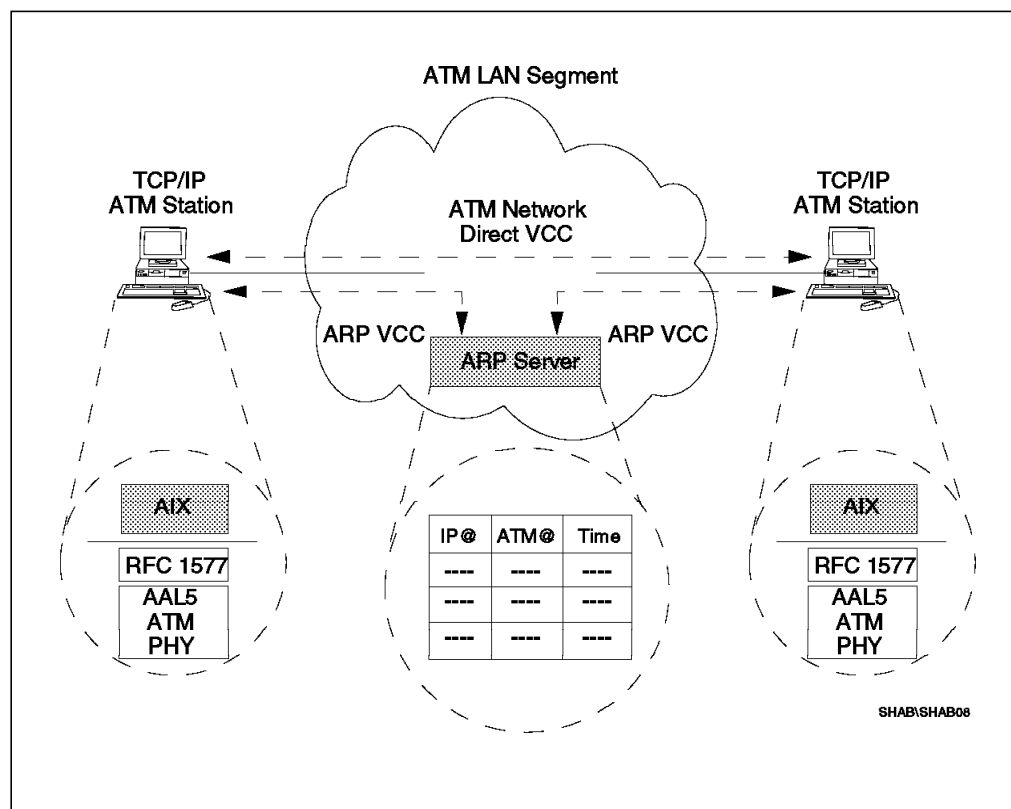 ATM LAN Segment
TCP/IP
ATM Station
ATM Network
Direct VCC
TCP/IP
ATM Station
ARP VCC
ARP Server
ARP VCC
AIX
RFC 1577
AAL5
ATM
PHY
IP@ ATM@ Time
---- ---- ----
---- ---- ----
---- ---- ----
AIX
RFC 1577
AAL5
ATM
PHY
SHAB\SHAB08